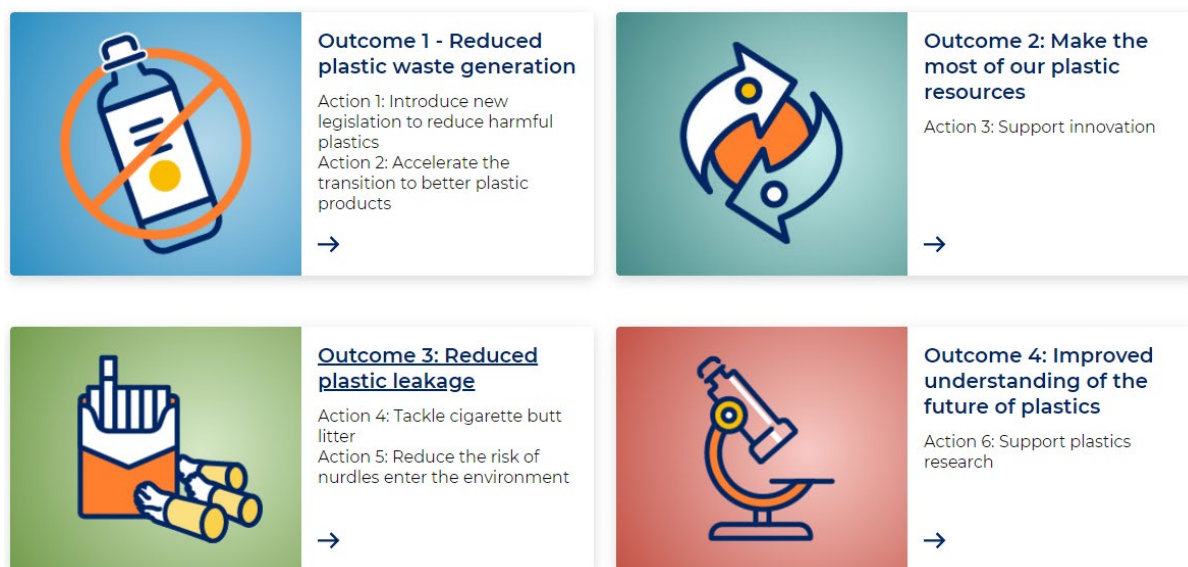 Outcome 1 - Reduced
plastic waste generation
Action 1: Introduce new
legislation to reduce harmful
plastics
Action 2: Accelerate the
transition to better plastic
products
Outcome 2: Make the
most of our plastic
resources
Action 3: Support innovation
Outcome 3: Reduced
plastic leakage
Action 4: Tackle cigarette butt
litter
Action 5: Reduce the risk of
nurdles enter the environment
Outcome 4: Improved
understanding of the
future of plastics
Action 6: Support plastics
research